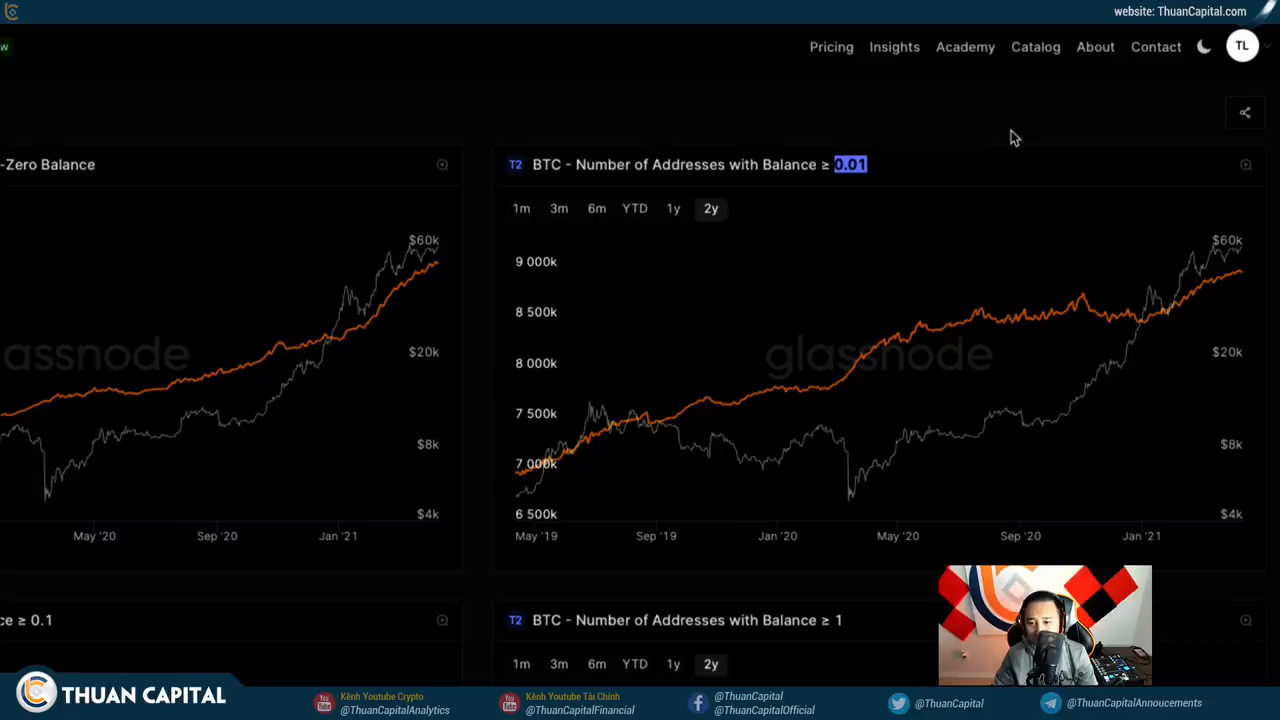 website: ThuanCapital.com
w
Pricing
Insights
Academy
Catalog
About
Contact
TL
-Zero Balance
T2 BTC - Number of Addresses with Balance ≥ 0.01
1m 3m 6m YTD 1y 2y
$60k
$20k
$8k
$4k
assnode
May '20 Sep '20 Jan '21
9 000k
8 500k
8 000k
7 500k
7 000k
6 500k
$60k
$20k
$8k
$4k
glassnode
May '19 Sep '19 Jan '20 May '20 Sep '20 Jan '21
ce ≥ 0.1
T2 BTC - Number of Addresses with Balance ≥ 1
1m 3m 6m YTD 1y 2y
THUAN CAPITAL
You Tube
Kênh Youtube Crypto
@ThuanCapitalAnalytics
You Tube
Kênh Youtube Tài Chính
@ThuanCapitalFinancial
@ThuanCapital
@ThuanCapitalOfficial
@ThuanCapital
@ThuanCapitalAnnoucements